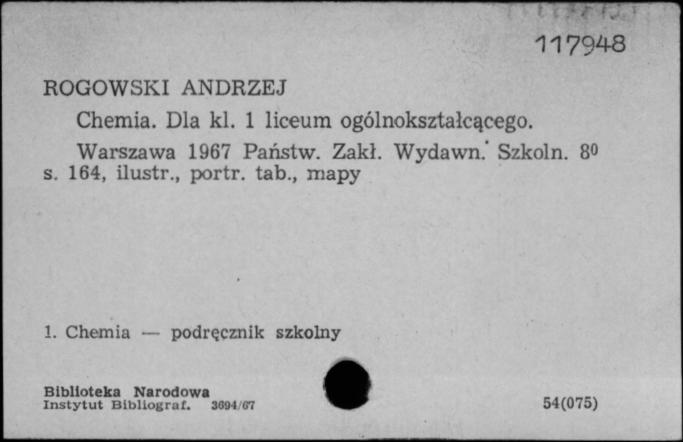 117948
ROGOWSKI ANDRZEJ
Chemia. Dla kl. 1 liceum ogólnokształcącego.
Warszawa 1967 Państw. Zakł. Wydawn. Szkoln. 8⁰
s. 164, ilustr., portr. tab., mapy
1. Chemia — podręcznik szkolny
Biblioteka Narodowa
Instytut Bibliograf. 3694/67
54(075)